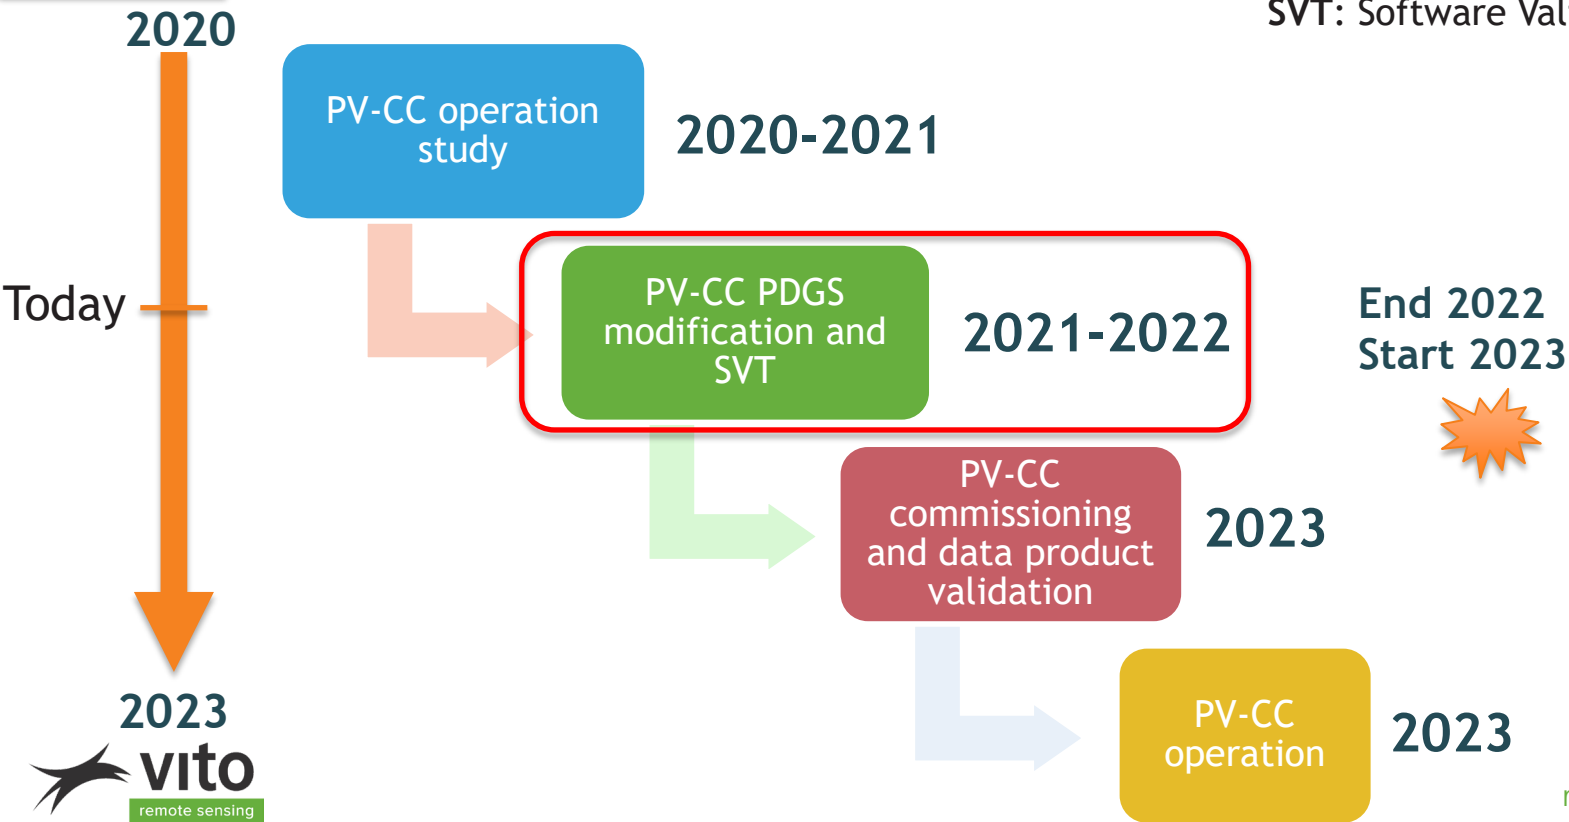 SVT: Software
2020
PV-CC operation
study
2020-2021
Today
PV-CC PDGS
modification and
SVT
2021-2022
End 2022
Start 2023
PV-CC
commissioning
and data product
validation
2023
2023
PV-CC
operation
2023
vito
remote sensing